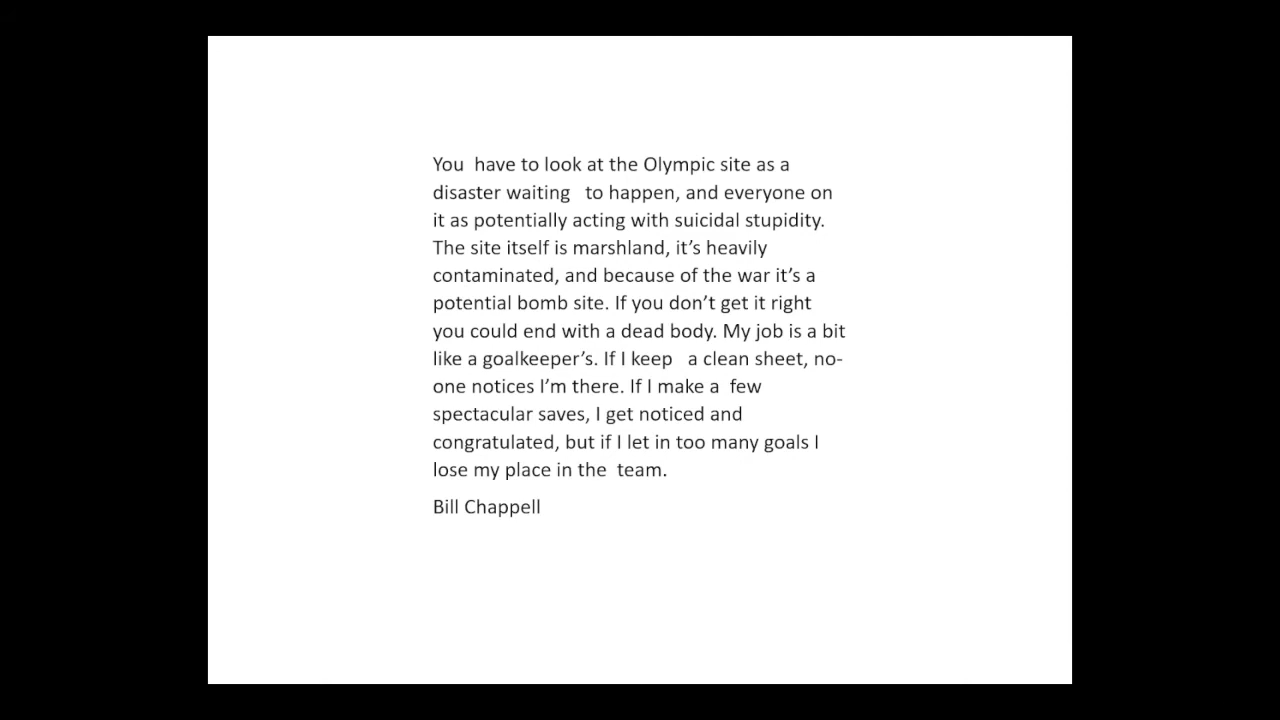 You  have to look at the Olympic site as a
disaster waiting   to happen, and everyone on
it as potentially acting with suicidal stupidity.
The site itself is marshland, it’s heavily
contaminated, and because of the war it’s a
potential bomb site. If you don’t get it right
you could end with a dead body. My job is a bit
like a goalkeeper’s. If I keep   a clean sheet, no-
one notices I’m there. If I make a  few
spectacular saves, I get noticed and
congratulated, but if I let in too many goals I
lose my place in the  team.
Bill Chappell